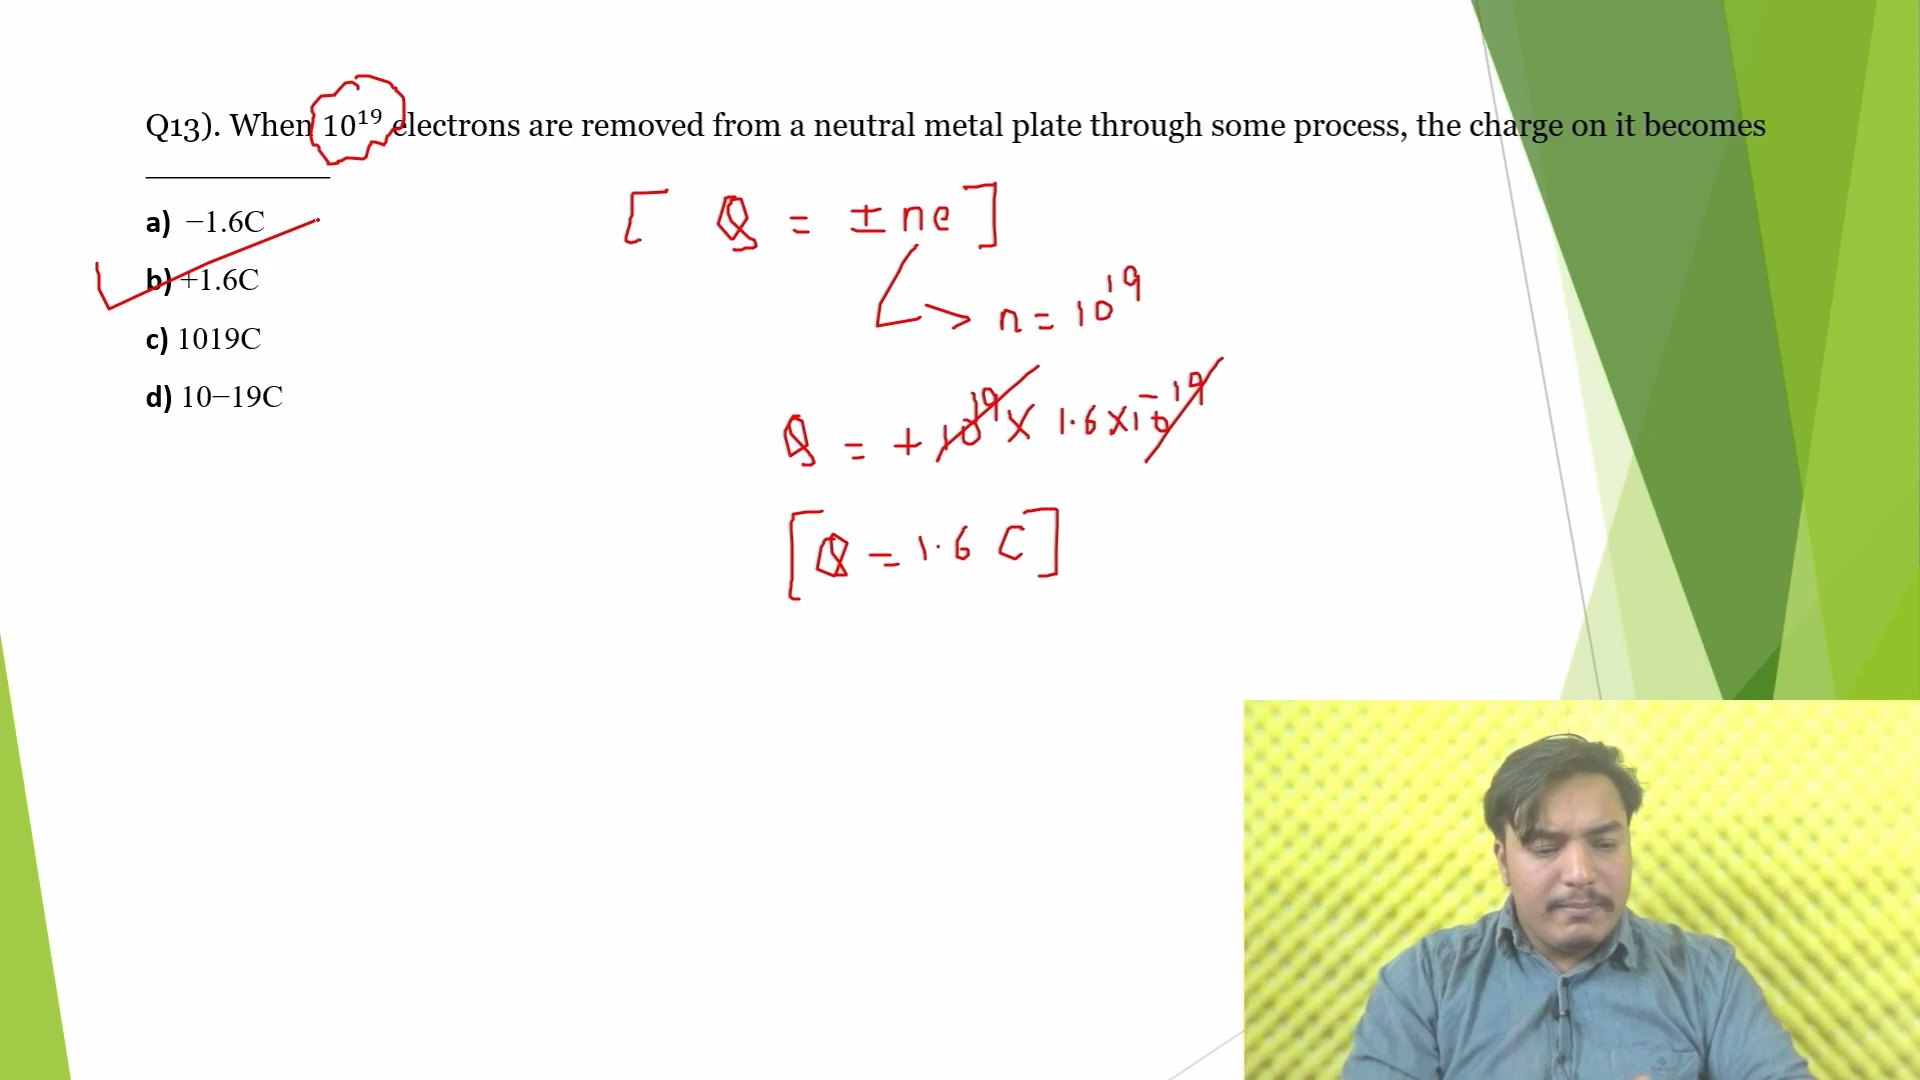 Q13). When 10¹⁹ electrons are removed from a neutral metal plate through some process, the charge on it becomes
____________
a) −1.6C
b) +1.6C
c) 1019C
d) 10−19C
[ Q = ± ne ]
n = 10¹⁹
Q = + 10¹⁹ × 1.6 × 10⁻¹⁹
[ Q = 1.6 C ]